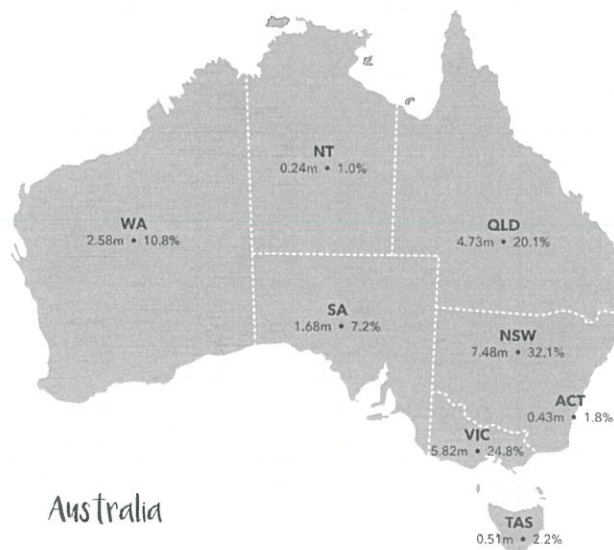 NT
0.24m • 1.0%
WA
2.58m • 10.8%
QLD
4.73m • 20.1%
SA
1.68m • 7.2%
NSW
7.48m • 32.1%
ACT
0.43m • 1.8%
VIC
5.82m • 24.8%
Australia
TAS
0.51m • 2.2%